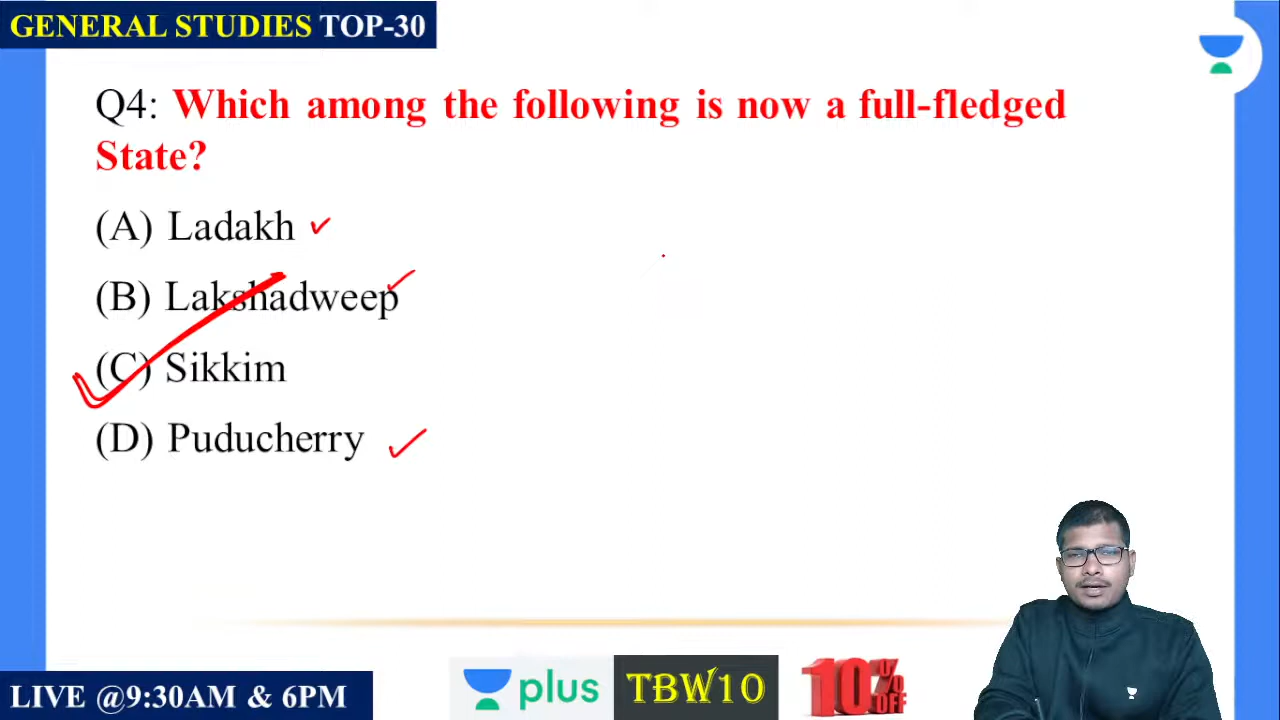 GENERAL STUDIES TOP-30
Q4: Which among the following is now a full-fledged
State?
(A) Ladakh
(B) Lakshadweep
(C) Sikkim
(D) Puducherry
LIVE @9:30AM & 6PM
plus
TBW10
10% OFF